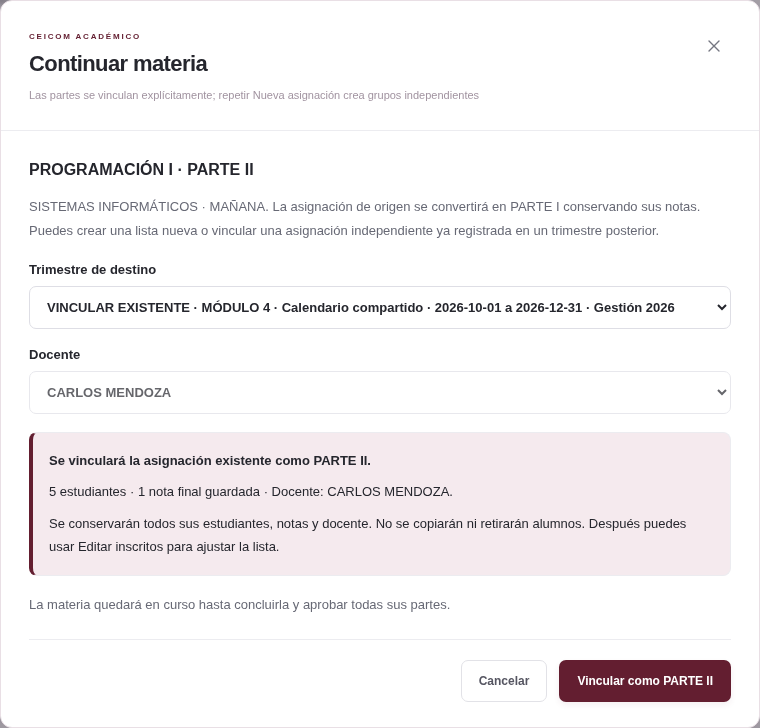 CEICOM ACADÉMICO
Continuar materia
Las partes se vinculan explícitamente; repetir Nueva asignación crea grupos independientes
PROGRAMACIÓN I · PARTE II
SISTEMAS INFORMÁTICOS · MAÑANA. La asignación de origen se convertirá en PARTE I conservando sus notas.
Puedes crear una lista nueva o vincular una asignación independiente ya registrada en un trimestre posterior.
Trimestre de destino
VINCULAR EXISTENTE · MÓDULO 4 · Calendario compartido · 2026-10-01 a 2026-12-31 · Gestión 2026
Docente
CARLOS MENDOZA
Se vinculará la asignación existente como PARTE II.
5 estudiantes · 1 nota final guardada · Docente: CARLOS MENDOZA.
Se conservarán todos sus estudiantes, notas y docente. No se copiarán ni retirarán alumnos. Después puedes
usar Editar inscritos para ajustar la lista.
La materia quedará en curso hasta concluirla y aprobar todas sus partes.
Cancelar
Vincular como PARTE II